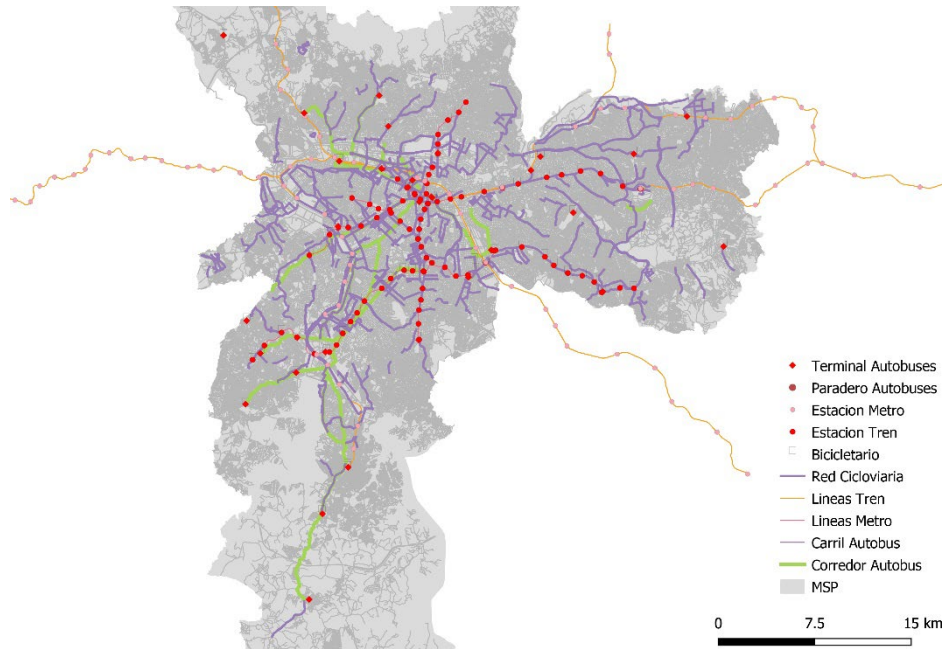 Terminal Autobuses
Paradero Autobuses
Estacion Metro
Estacion Tren
Bicicletario
Red Cicloviaria
Lineas Tren
Lineas Metro
Carril Autobus
Corredor Autobus
MSP
0 7.5 15 km